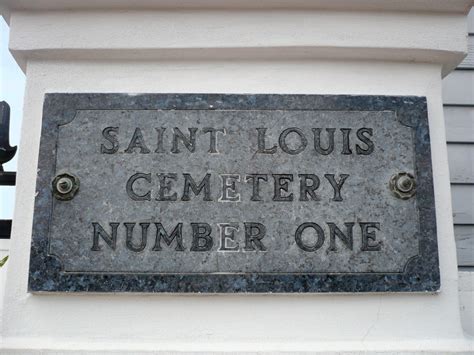 SAINT LOUIS
CEMETERY
NUMBER ONE